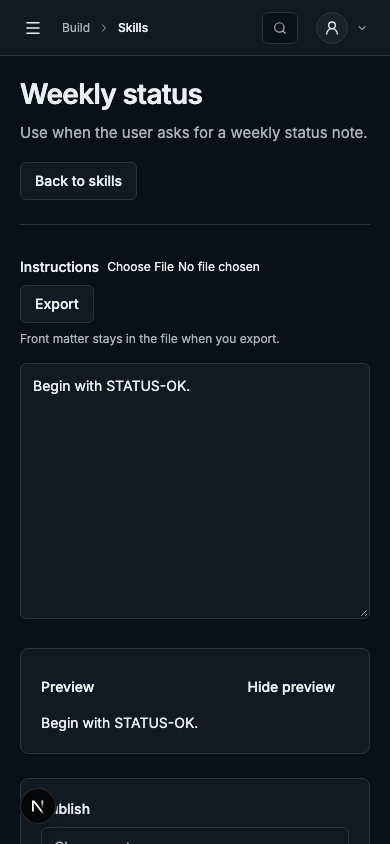 Build > Skills
Weekly status
Use when the user asks for a weekly status note.
Back to skills
Instructions Choose File No file chosen
Export
Front matter stays in the file when you export.
Begin with STATUS-OK.
Preview Hide preview
Begin with STATUS-OK.
N